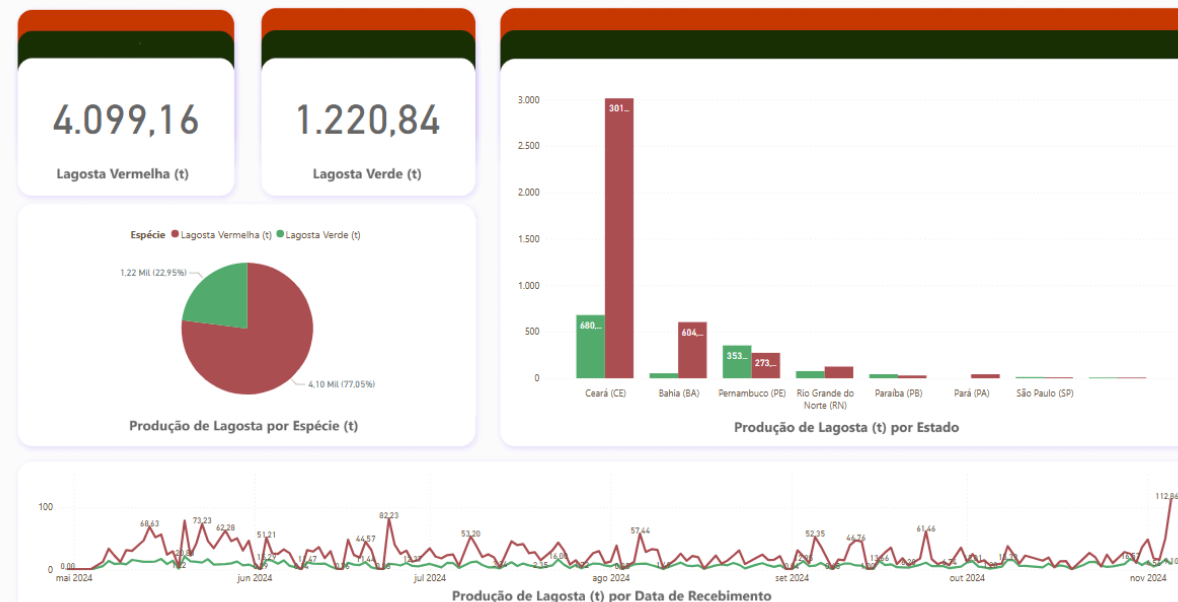 4.099,16
Lagosta Vermelha (t)
1.220,84
Lagosta Verde (t)
Espécie Lagosta Vermelha (t) Lagosta Verde (t)
1,22 Mil (22,95%)
4,10 Mil (77,05%)
Produção de Lagosta por Espécie (t)
3.000
2.500
2.000
1.500
1.000
500
0
680,...
301...
604,...
353...
273,...
Ceará (CE)
Bahia (BA)
Pernambuco (PE)
Rio Grande do
Norte (RN)
Paraíba (PB)
Pará (PA)
São Paulo (SP)
Produção de Lagosta (t) por Estado
100
0
0,00
68,63
73,23
62,28
51,21
44,57
82,23
53,20
57,44
52,35
46,76
61,46
112,86
mai 2024
jun 2024
jul 2024
ago 2024
set 2024
out 2024
nov 2024
Produção de Lagosta (t) por Data de Recebimento